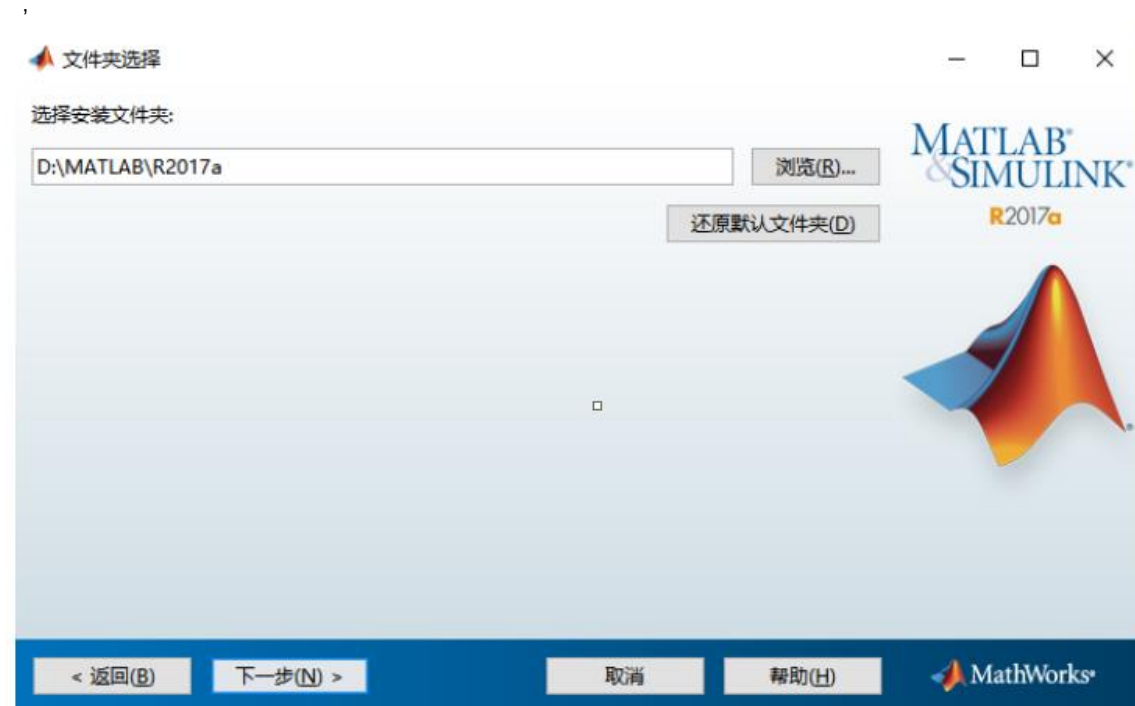 ,
文件夹选择
选择安装文件夹:
D:\MATLAB\R2017a
浏览(R)...
还原默认文件夹(D)
MATLAB®
&SIMULINK®
R2017a
< 返回(B)
下一步(N) >
取消
帮助(H)
MathWorks®